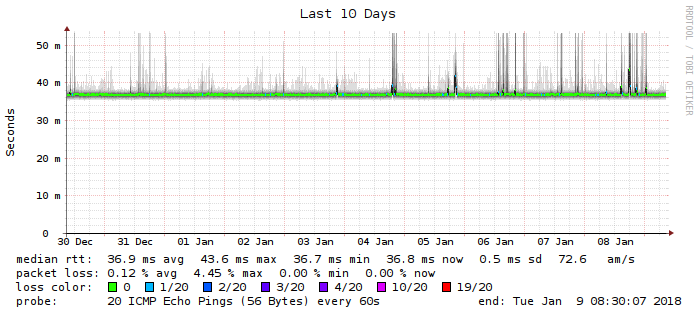 Last 10 Days
RRDTOOL / TOBI OETIKER
Seconds
50 m
40 m
30 m
20 m
10 m
0
30 Dec 31 Dec 01 Jan 02 Jan 03 Jan 04 Jan 05 Jan 06 Jan 07 Jan 08 Jan
median rtt: 36.9 ms avg 43.6 ms max 36.7 ms min 36.8 ms now 0.5 ms sd 72.6 am/s
packet loss: 0.12 % avg 4.45 % max 0.00 % min 0.00 % now
loss color: 0 1/20 2/20 3/20 4/20 10/20 19/20
probe: 20 ICMP Echo Pings (56 Bytes) every 60s end: Tue Jan 9 08:30:07 2018